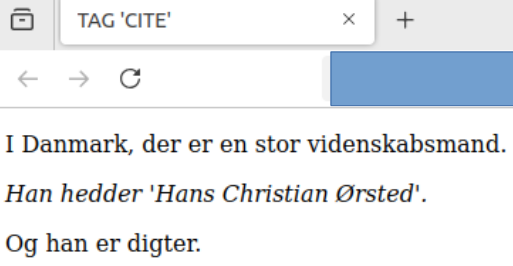 TAG 'CITE'
I Danmark, der er en stor videnskabsmand.
Han hedder 'Hans Christian Ørsted'.
Og han er digter.